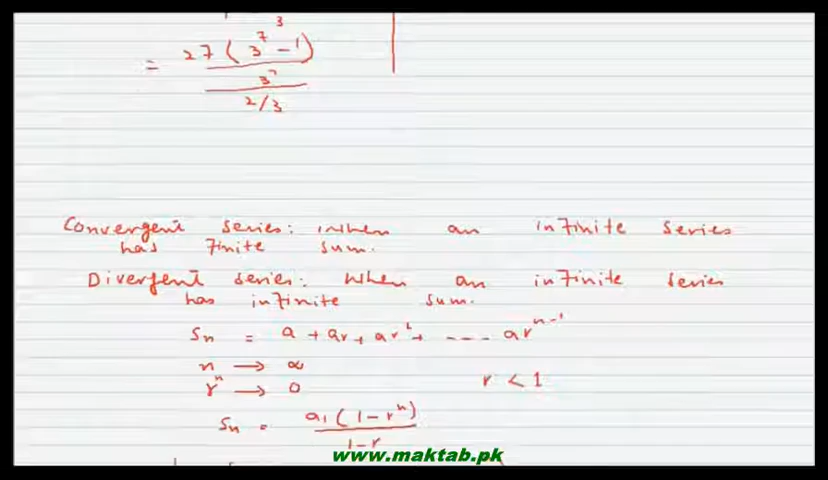 = 27 ( 3^7 - 1 )
3^7
2/3
Convergent series: when an infinite series
has finite sum.
Divergent series: When an infinite series
has infinite sum.
Sn = a + ar + ar^2 + ---- ar^n-1
n → ∞
r^n → 0 r < 1
Sn = a1 ( 1 - r^n )
1-r
www.maktab.pk